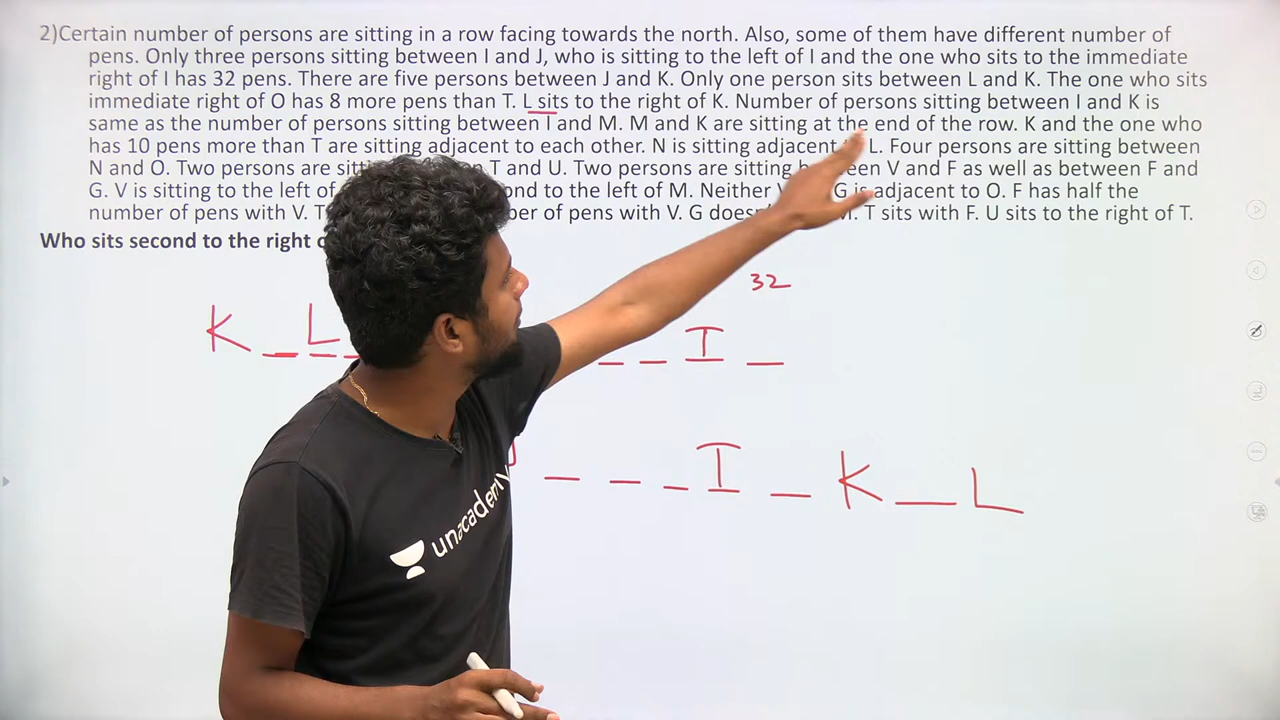 2)Certain number of persons are sitting in a row facing towards the north. Also, some of them have different number of
pens. Only three persons sitting between I and J, who is sitting to the left of I and the one who sits to the immediate
right of I has 32 pens. There are five persons between J and K. Only one person sits between L and K. The one who sits
immediate right of O has 8 more pens than T. L sits to the right of K. Number of persons sitting between I and K is
same as the number of persons sitting between I and M. M and K are sitting at the end of the row. K and the one who
has 10 pens more than T are sitting adjacent to each other. N is sitting adjacent L. Four persons are sitting between
N and O. Two persons are T and U. Two persons are sitting between V and F as well as between F and
G. V is sitting to the left of ond to the left of M. Neither V G is adjacent to O. F has half the
number of pens with V. mber of pens with V. G T sits with F. U sits to the right of T.
Who sits second to the right
32
K _ L _ _ _ I _
_ _ _ I _ K _ L
unacademy